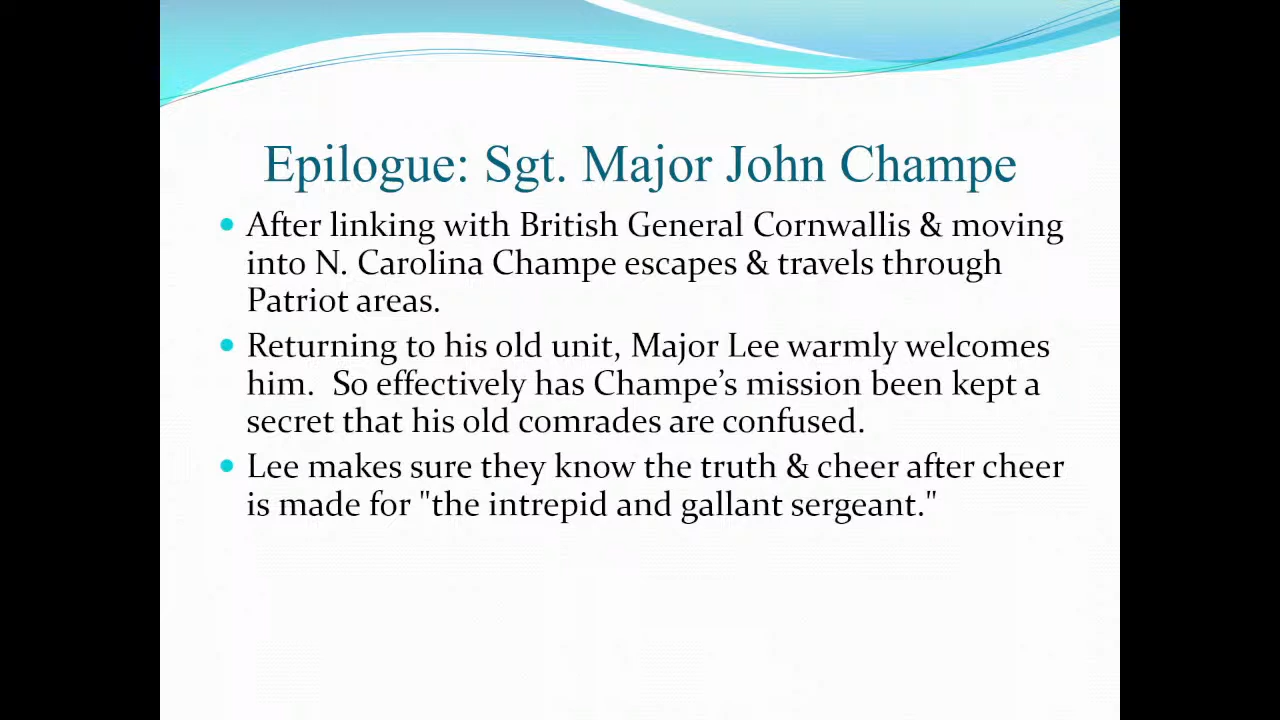 Epilogue: Sgt. Major John Champe
• After linking with British General Cornwallis & moving
into N. Carolina Champe escapes & travels through
Patriot areas.
• Returning to his old unit, Major Lee warmly welcomes
him.  So effectively has Champe’s mission been kept a
secret that his old comrades are confused.
• Lee makes sure they know the truth & cheer after cheer
is made for "the intrepid and gallant sergeant."